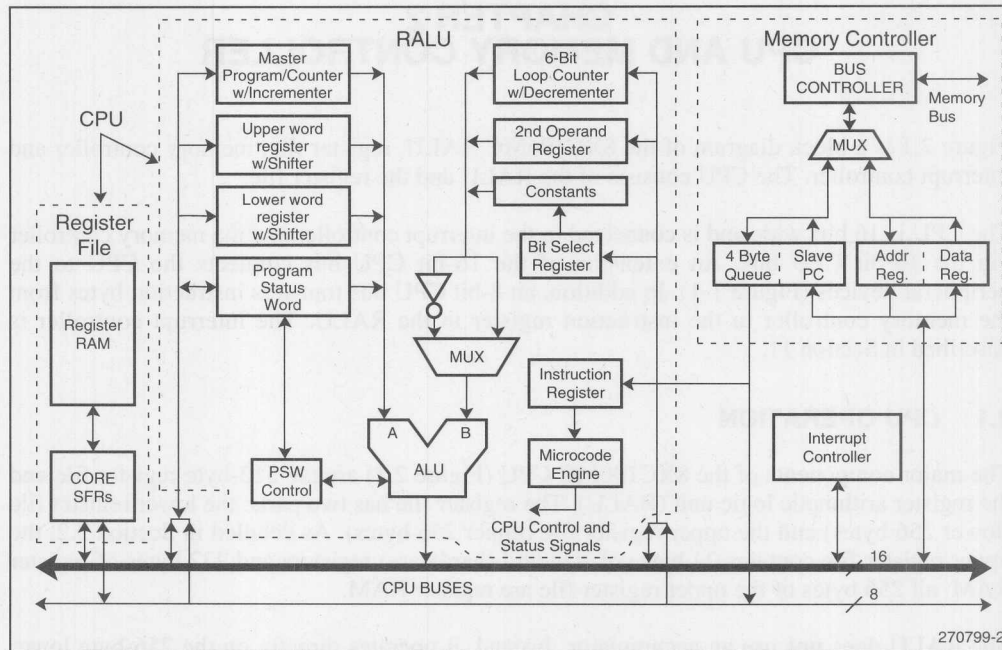 RALU
Memory Controller
CPU
Master
Program/Counter
w/Incrementer
Upper word
register
w/Shifter
Lower word
register
w/Shifter
Program
Status
Word
6-Bit
Loop Counter
w/Decrementer
2nd Operand
Register
Constants
Bit Select
Register
MUX
A
B
ALU
Instruction
Register
Microcode
Engine
CPU Control and
Status Signals
PSW
Control
Register
File
Register
RAM
CORE
SFRs
BUS
CONTROLLER
Memory
Bus
MUX
4 Byte
Queue
Slave
PC
Addr
Reg.
Data
Reg.
Interrupt
Controller
16
CPU BUSES
8
270799-2